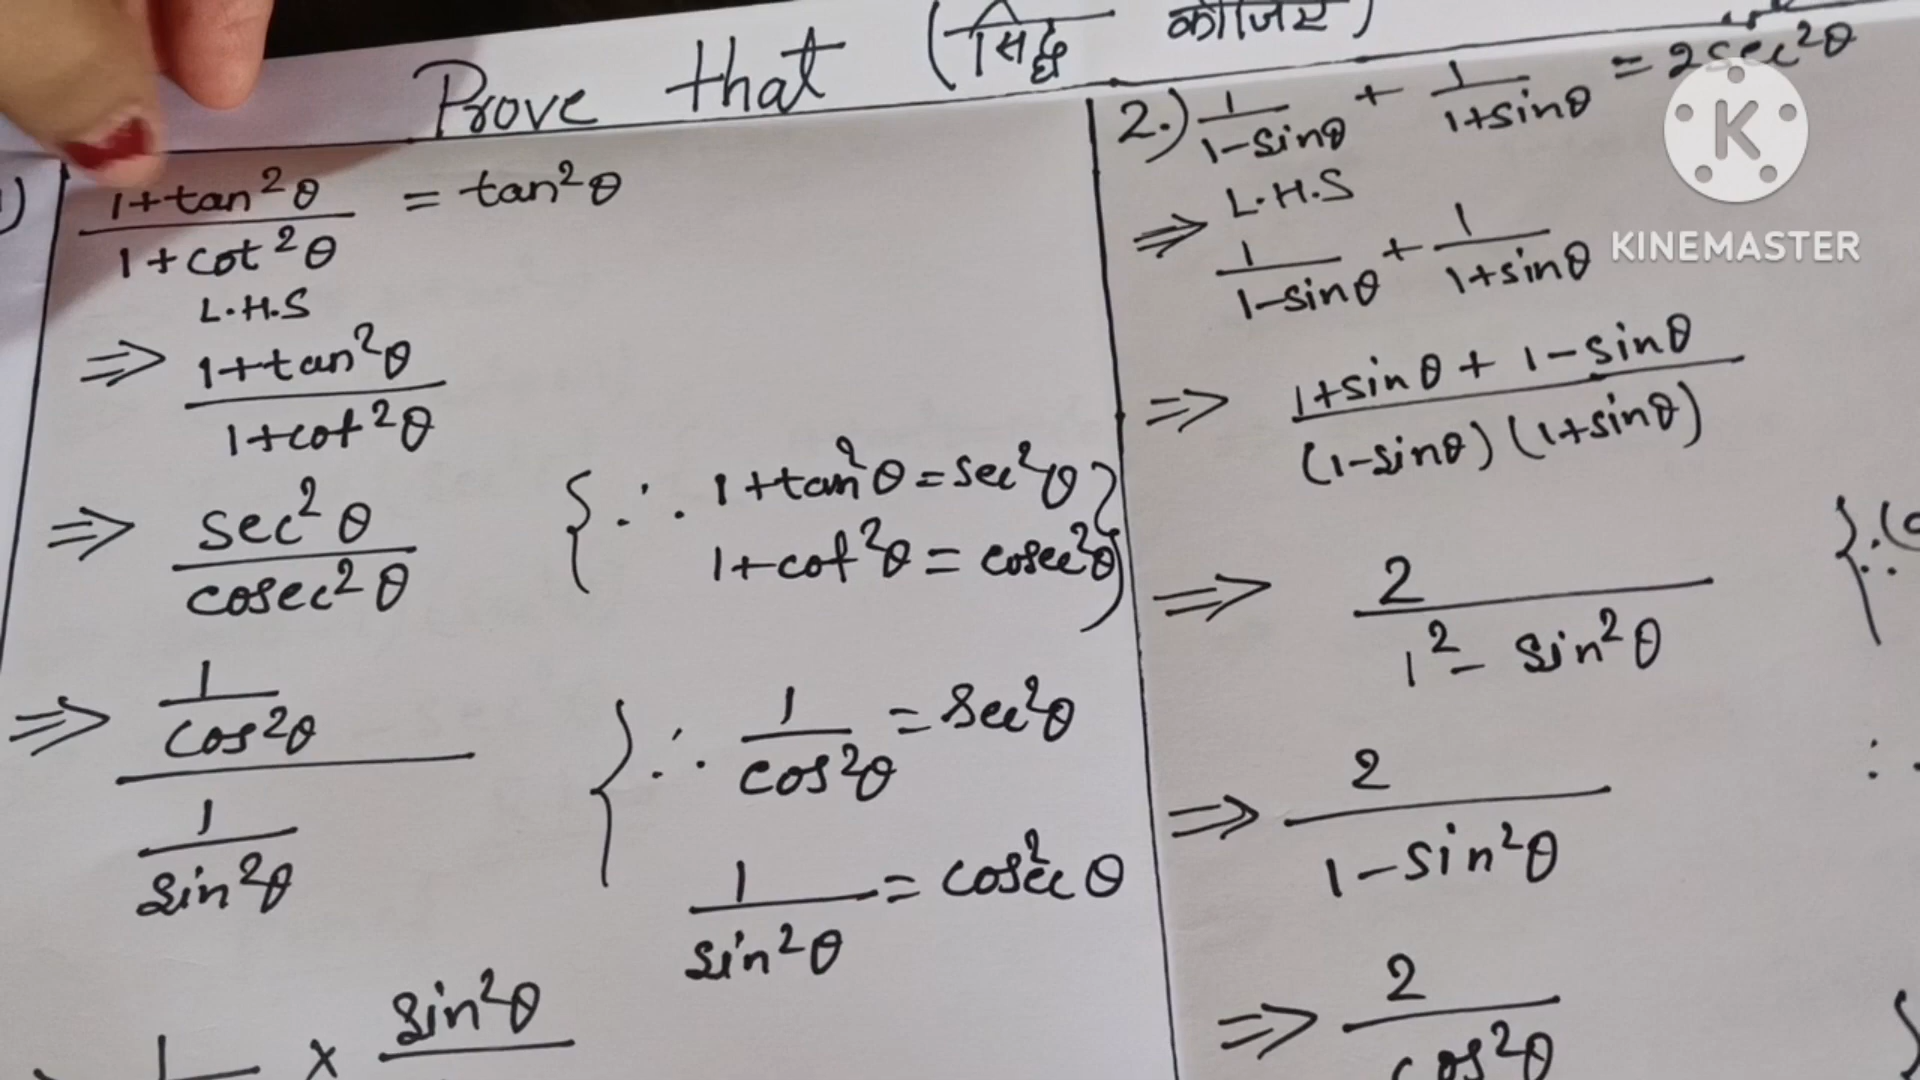 Prove that (सिद्ध कीजिए)
1+tan²θ / 1+cot²θ = tan²θ
L.H.S
⇒ 1+tan²θ / 1+cot²θ
⇒ sec²θ / cosec²θ { ∵ 1+tan²θ = sec²θ
1+cot²θ = cosec²θ }
⇒ 1/cos²θ / 1/sin²θ { ∵ 1/cos²θ = sec²θ
1/sin²θ = cosec²θ
1 × sin²θ
2.) 1/1-sinθ + 1/1+sinθ = 2sec²θ
L.H.S
⇒ 1/1-sinθ + 1/1+sinθ
⇒ 1+sinθ + 1-sinθ / (1-sinθ) (1+sinθ)
⇒ 2 / 1² - sin²θ { ∵
⇒ 2 / 1-sin²θ
⇒ 2 / cos²θ
K
KINEMASTER